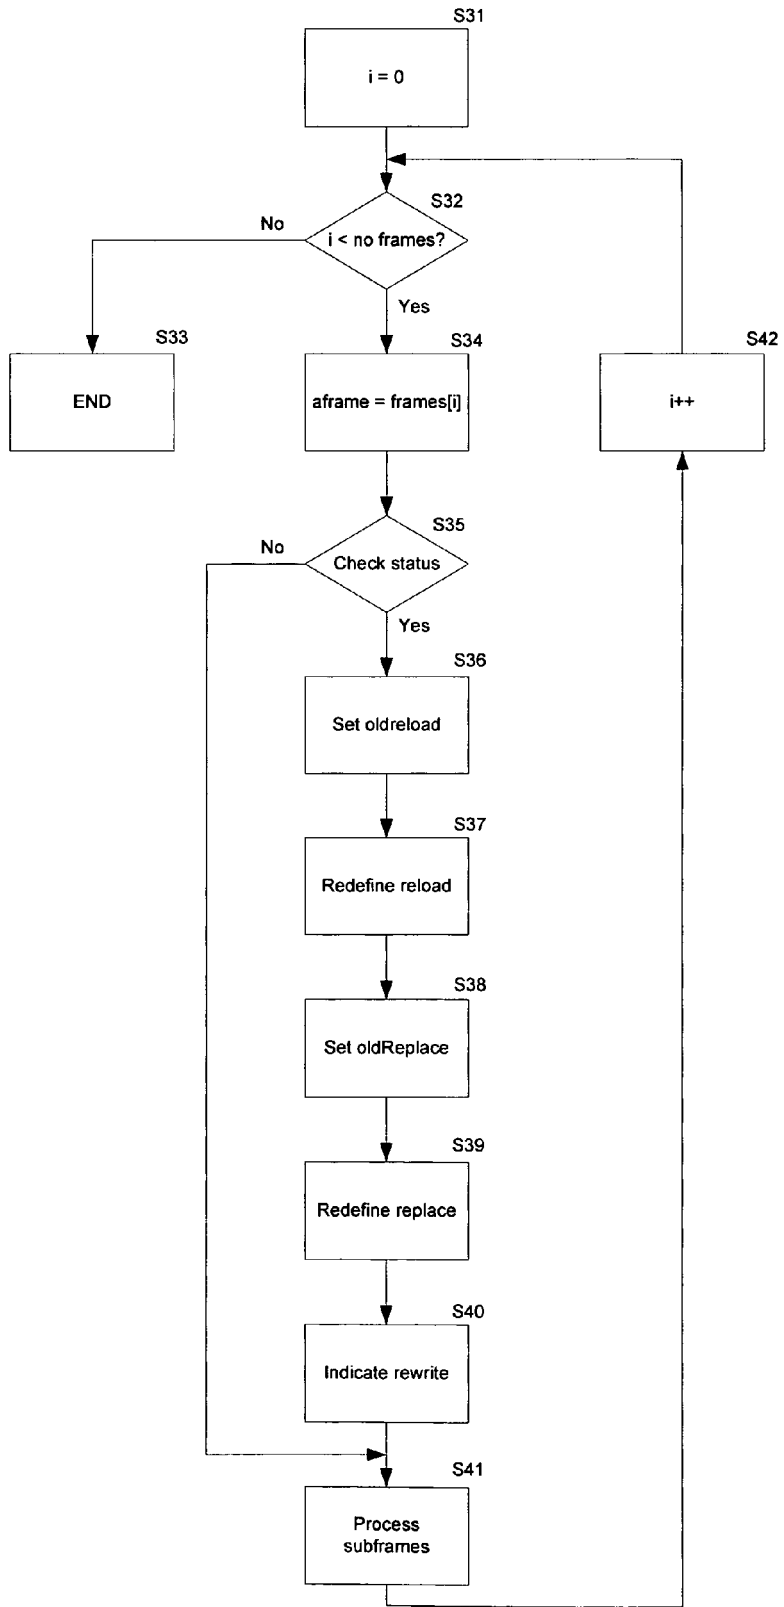 S31
i = 0
S32
i < no frames?
No
Yes
S33
END
S34
aframe = frames[i]
S42
i++
S35
Check status
No
Yes
S36
Set oldreload
S37
Redefine reload
S38
Set oldReplace
S39
Redefine replace
S40
Indicate rewrite
S41
Process
subframes